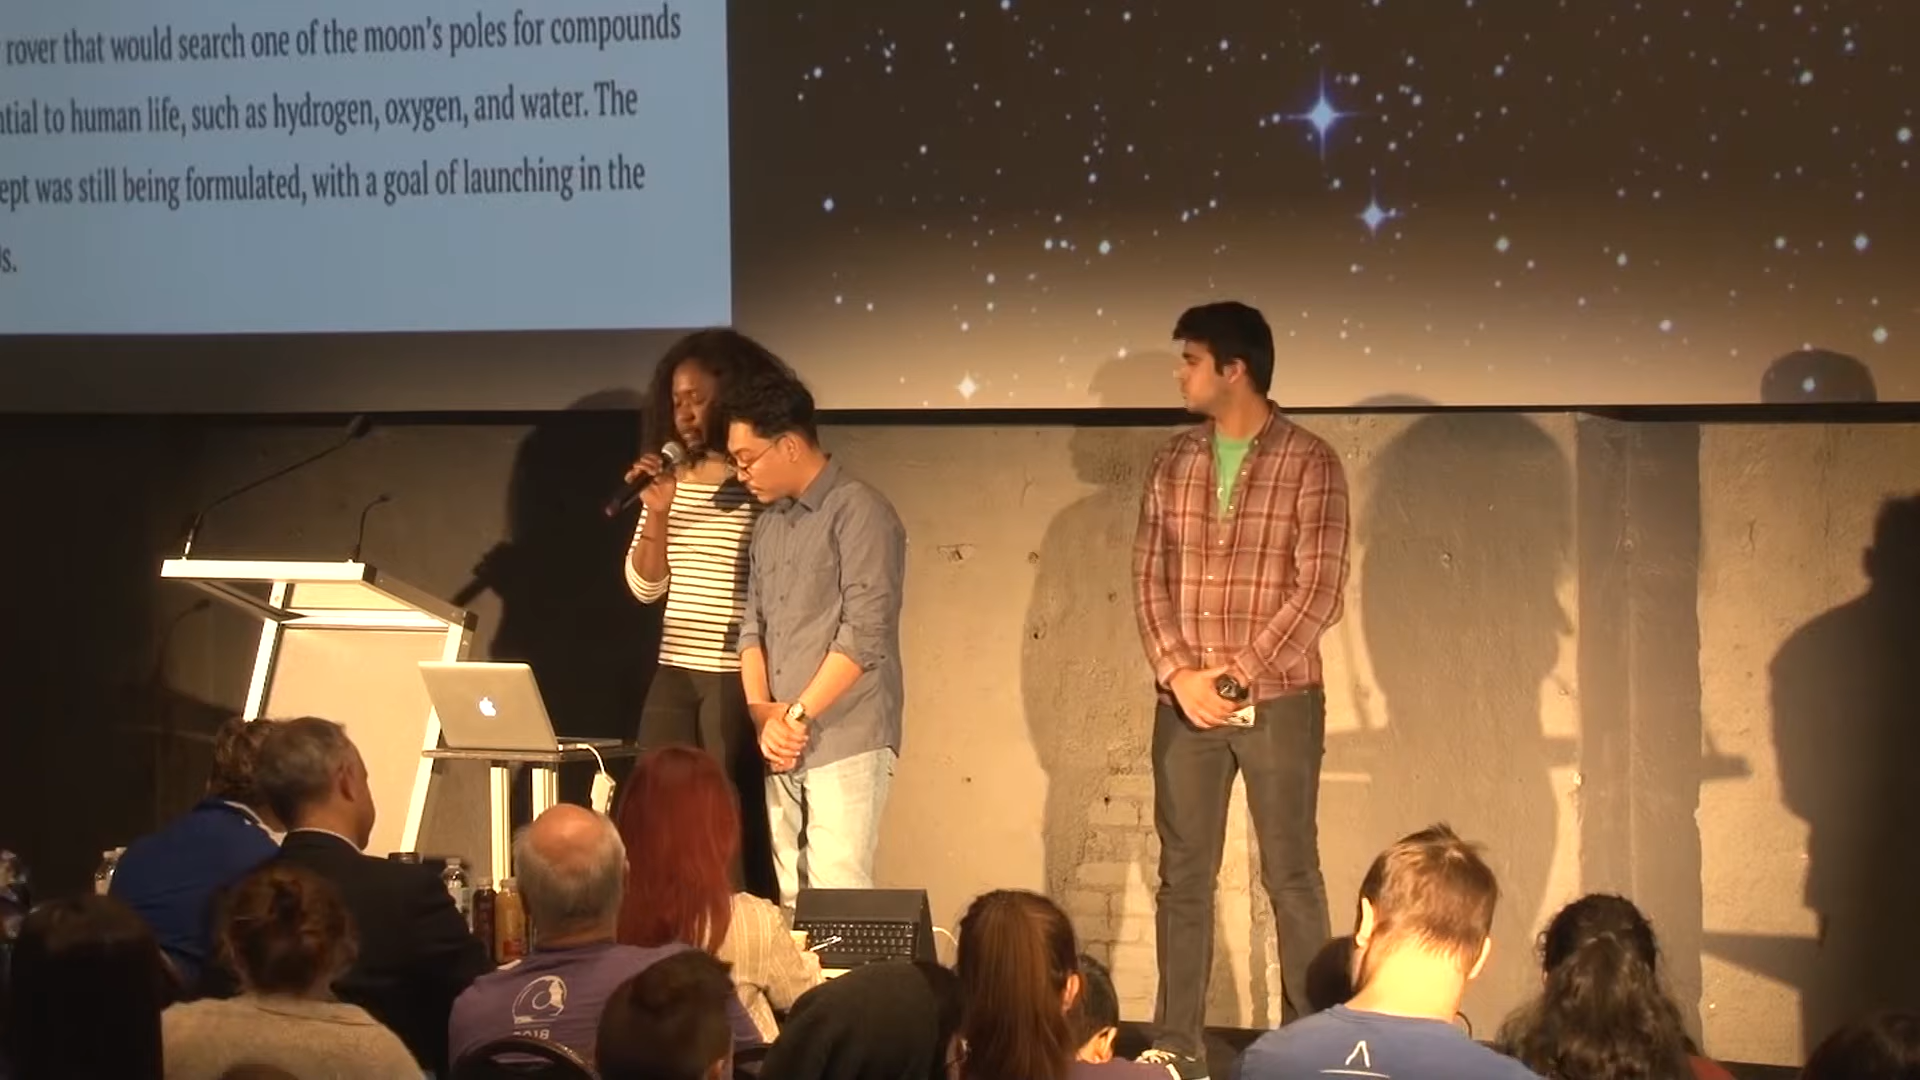 rover that would search one of the moon's poles for compounds
ntial to human life, such as hydrogen, oxygen, and water. The
ept was still being formulated, with a goal of launching in the
s.
2018